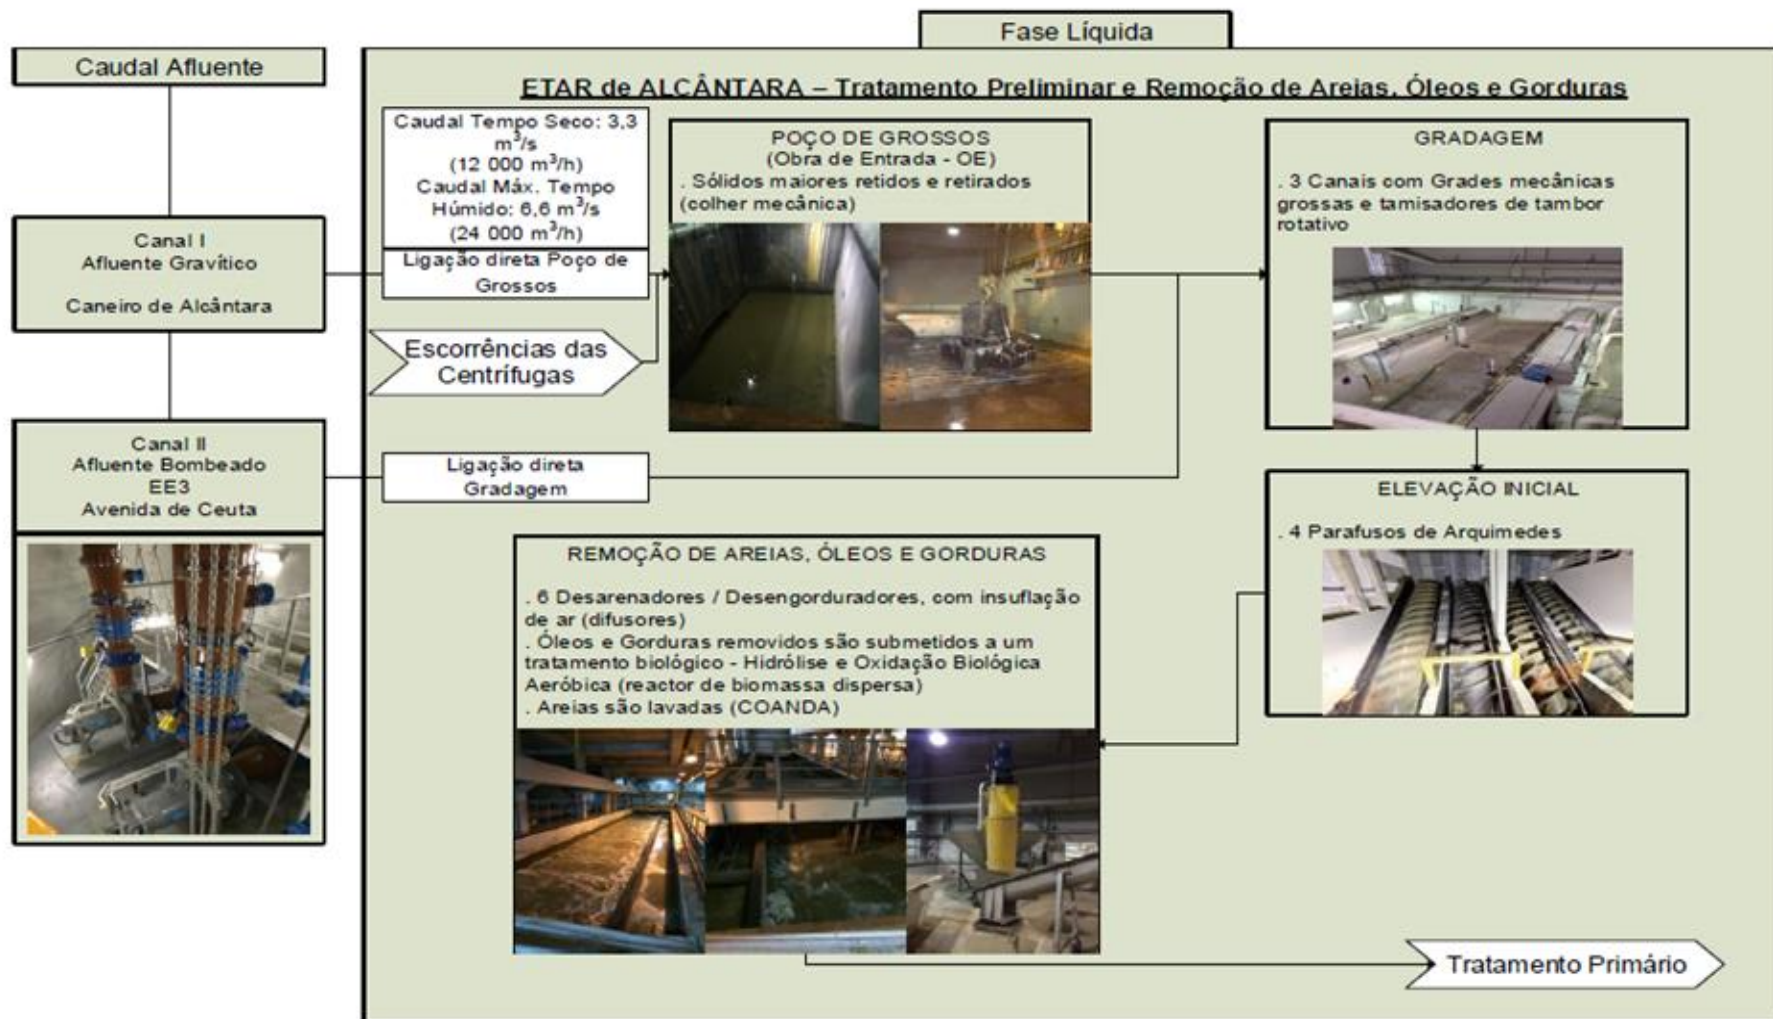 Fase Líquida
Caudal Afluente
ETAR de ALCÂNTARA – Tratamento Preliminar e Remoção de Areias, Óleos e Gorduras
Canal I
Afluente Gravítico
Caneiro de Alcântara
Canal II
Afluente Bombeado
EE3
Avenida de Ceuta
Caudal Tempo Seco: 3,3
m³/s
(12 000 m³/h)
Caudal Máx. Tempo
Húmido: 6,6 m³/s
(24 000 m³/h)
Ligação direta Poço de
Grossos
Escorrências das
Centrífugas
Ligação direta
Gradagem
POÇO DE GROSSOS
(Obra de Entrada - OE)
. Sólidos maiores retidos e retirados
(colher mecânica)
GRADAGEM
. 3 Canais com Grades mecânicas
grossas e tamisadores de tambor
rotativo
ELEVAÇÃO INICIAL
. 4 Parafusos de Arquimedes
REMOÇÃO DE AREIAS, ÓLEOS E GORDURAS
. 6 Desarenadores / Desengorduradores, com insuflação
de ar (difusores)
. Óleos e Gorduras removidos são submetidos a um
tratamento biológico - Hidrólise e Oxidação Biológica
Aeróbica (reactor de biomassa dispersa)
. Areias são lavadas (COANDA)
Tratamento Primário